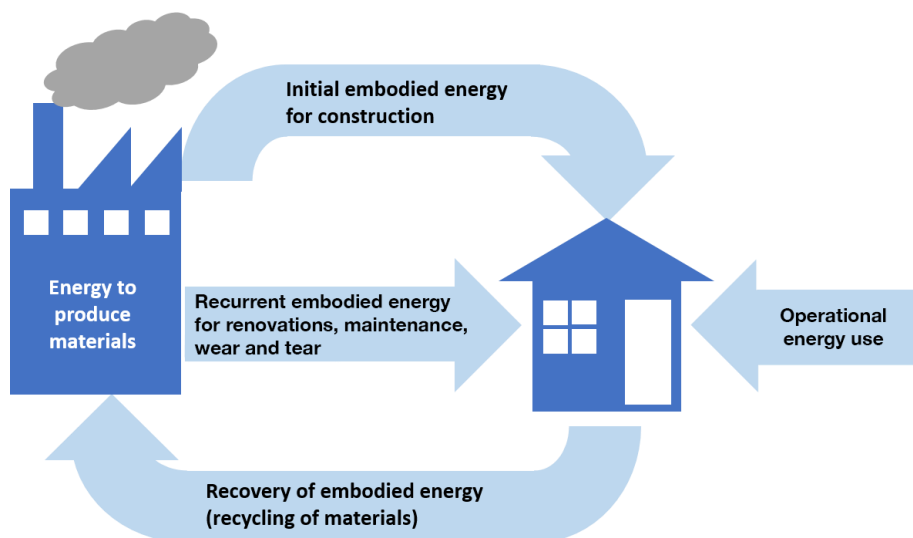 Initial embodied energy
for construction
Energy to
produce
materials
Recurrent embodied energy
for renovations, maintenance,
wear and tear
Operational
energy use
Recovery of embodied energy
(recycling of materials)